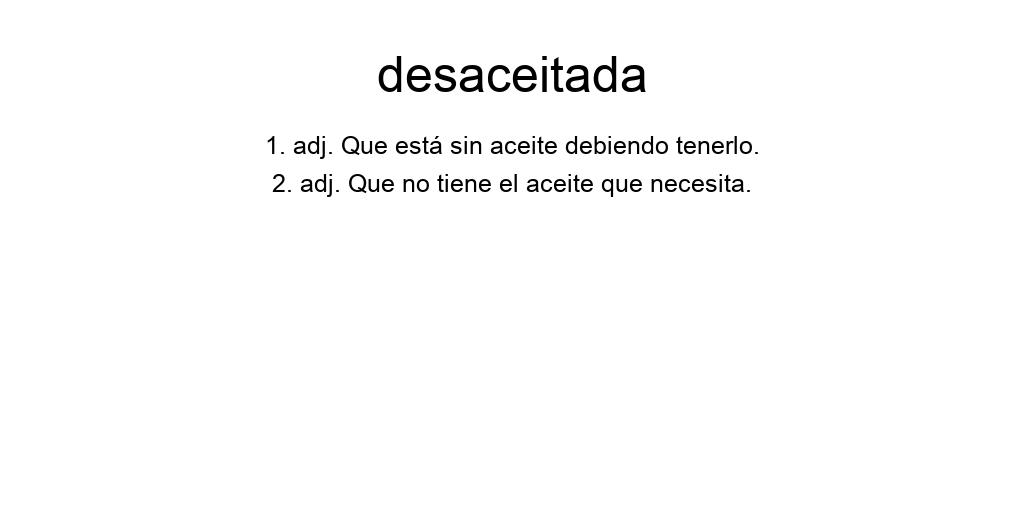 desaceitada
1. adj. Que está sin aceite debiendo tenerlo.
2. adj. Que no tiene el aceite que necesita.